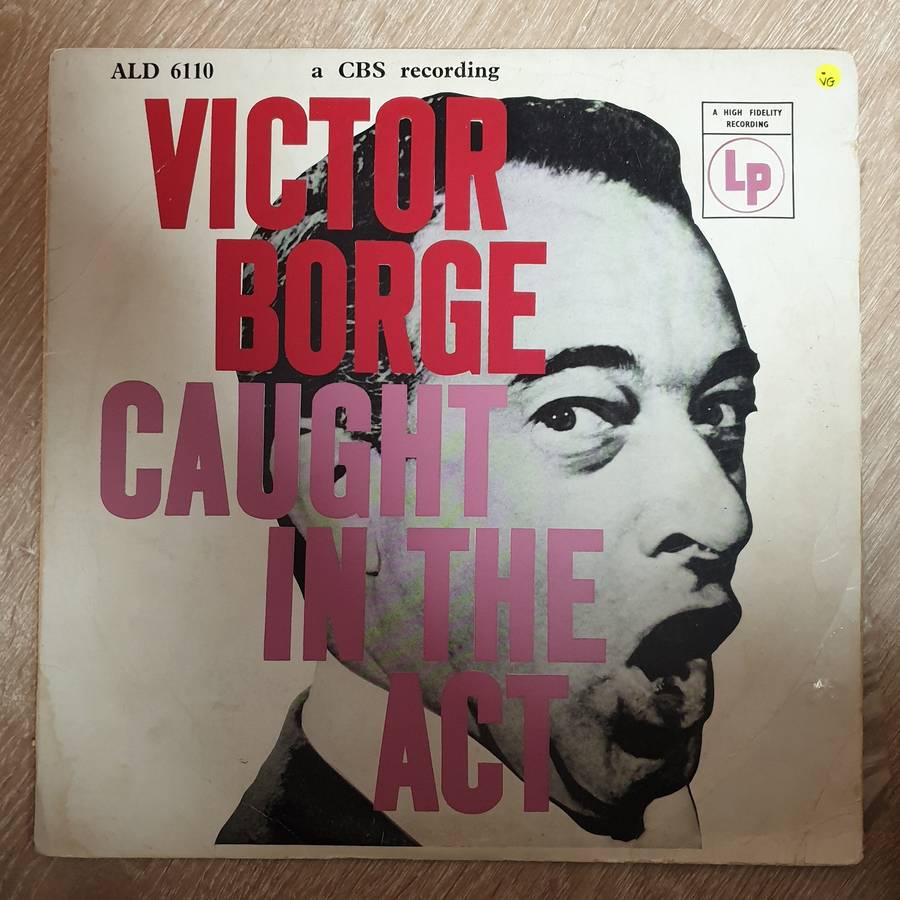 ALD 6110 a CBS recording
VG
A HIGH FIDELITY
RECORDING
LP
VICTOR
BORGE
CAUGHT
IN THE
ACT